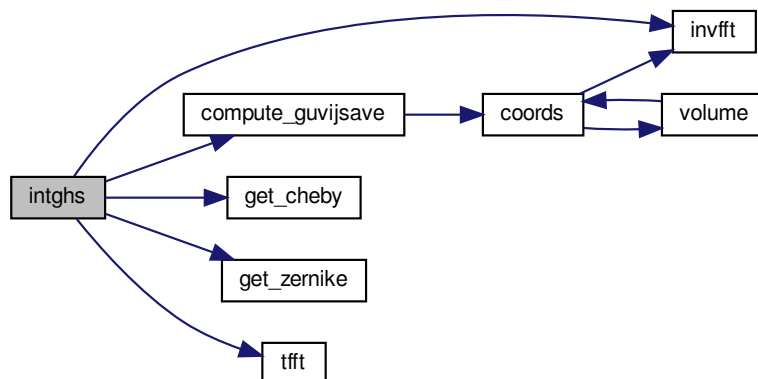 invfft
compute_guvijsave
coords
volume
intghs
get_cheby
get_zernike
tfft